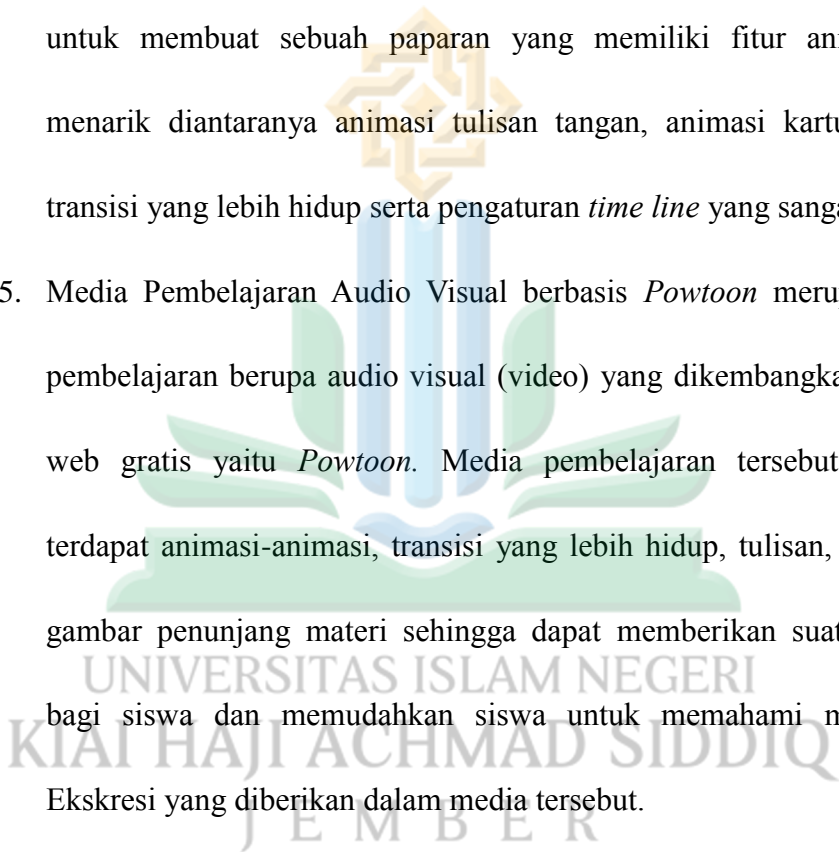 untuk membuat sebuah paparan yang memiliki fitur
menarik diantaranya animasi tulisan tangan, animasi
transisi yang lebih hidup serta pengaturan time line yang
5. Media Pembelajaran Audio Visual berbasis Powtoon
pembelajaran berupa audio visual (video) yang
web gratis yaitu Powtoon. Media pembelajaran tersebut
terdapat animasi-animasi, transisi yang lebih hidup, tulisan,
gambar penunjang materi sehingga dapat memberikan
UNIVERSITAS ISLAM NEGERI
bagi siswa dan memudahkan siswa untuk memahami
KIAI HAJI ACHMAD SIDDIQ
Ekskresi yang diberikan dalam media tersebut.
JEMBER